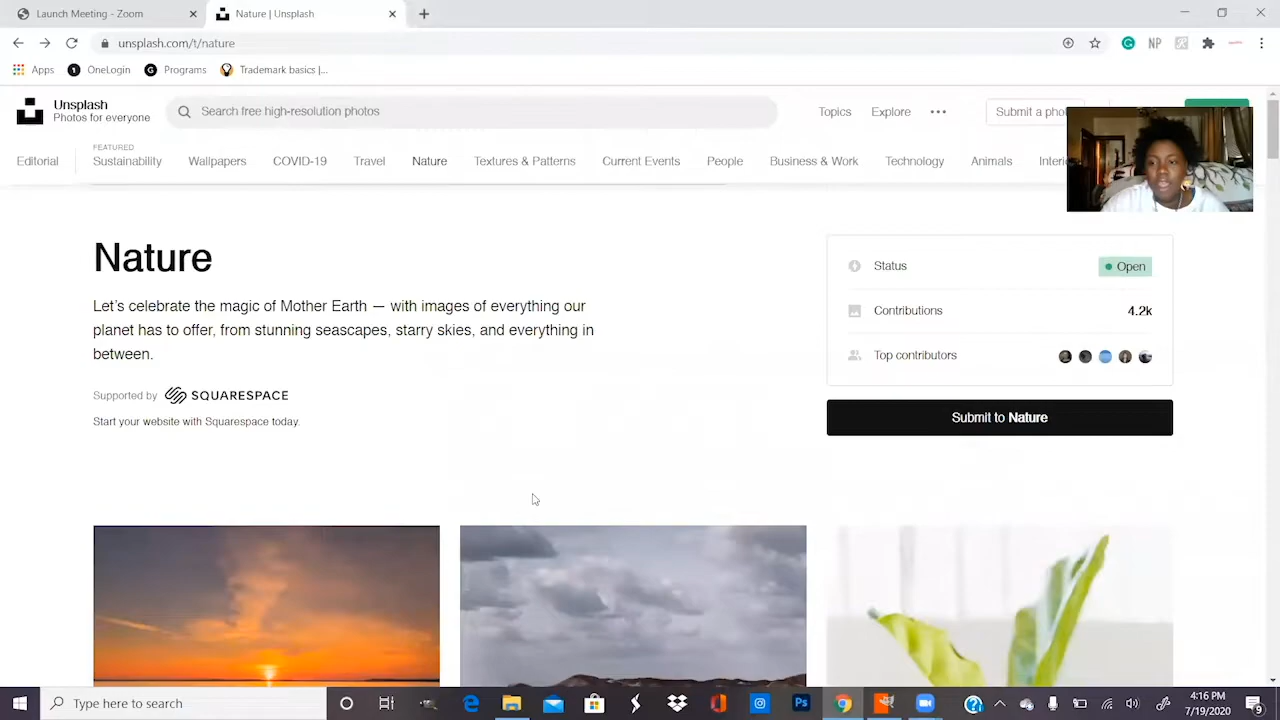 Launch Meeting - Zoom
Nature | Unsplash
unsplash.com/t/nature
NP
Apps
OneLogin
Programs
Trademark basics |...
Unsplash
Photos for everyone
Search free high-resolution photos
Topics
Explore
Submit a pho
Editorial
FEATURED
Sustainability
Wallpapers
COVID-19
Travel
Nature
Textures & Patterns
Current Events
People
Business & Work
Technology
Animals
Interi
Nature
Let's celebrate the magic of Mother Earth — with images of everything our
planet has to offer, from stunning seascapes, starry skies, and everything in
between.
Supported by SQUARESPACE
Start your website with Squarespace today.
Status Open
Contributions 4.2k
Top contributors
Submit to Nature
Type here to search
Ps
4:16 PM
7/19/2020